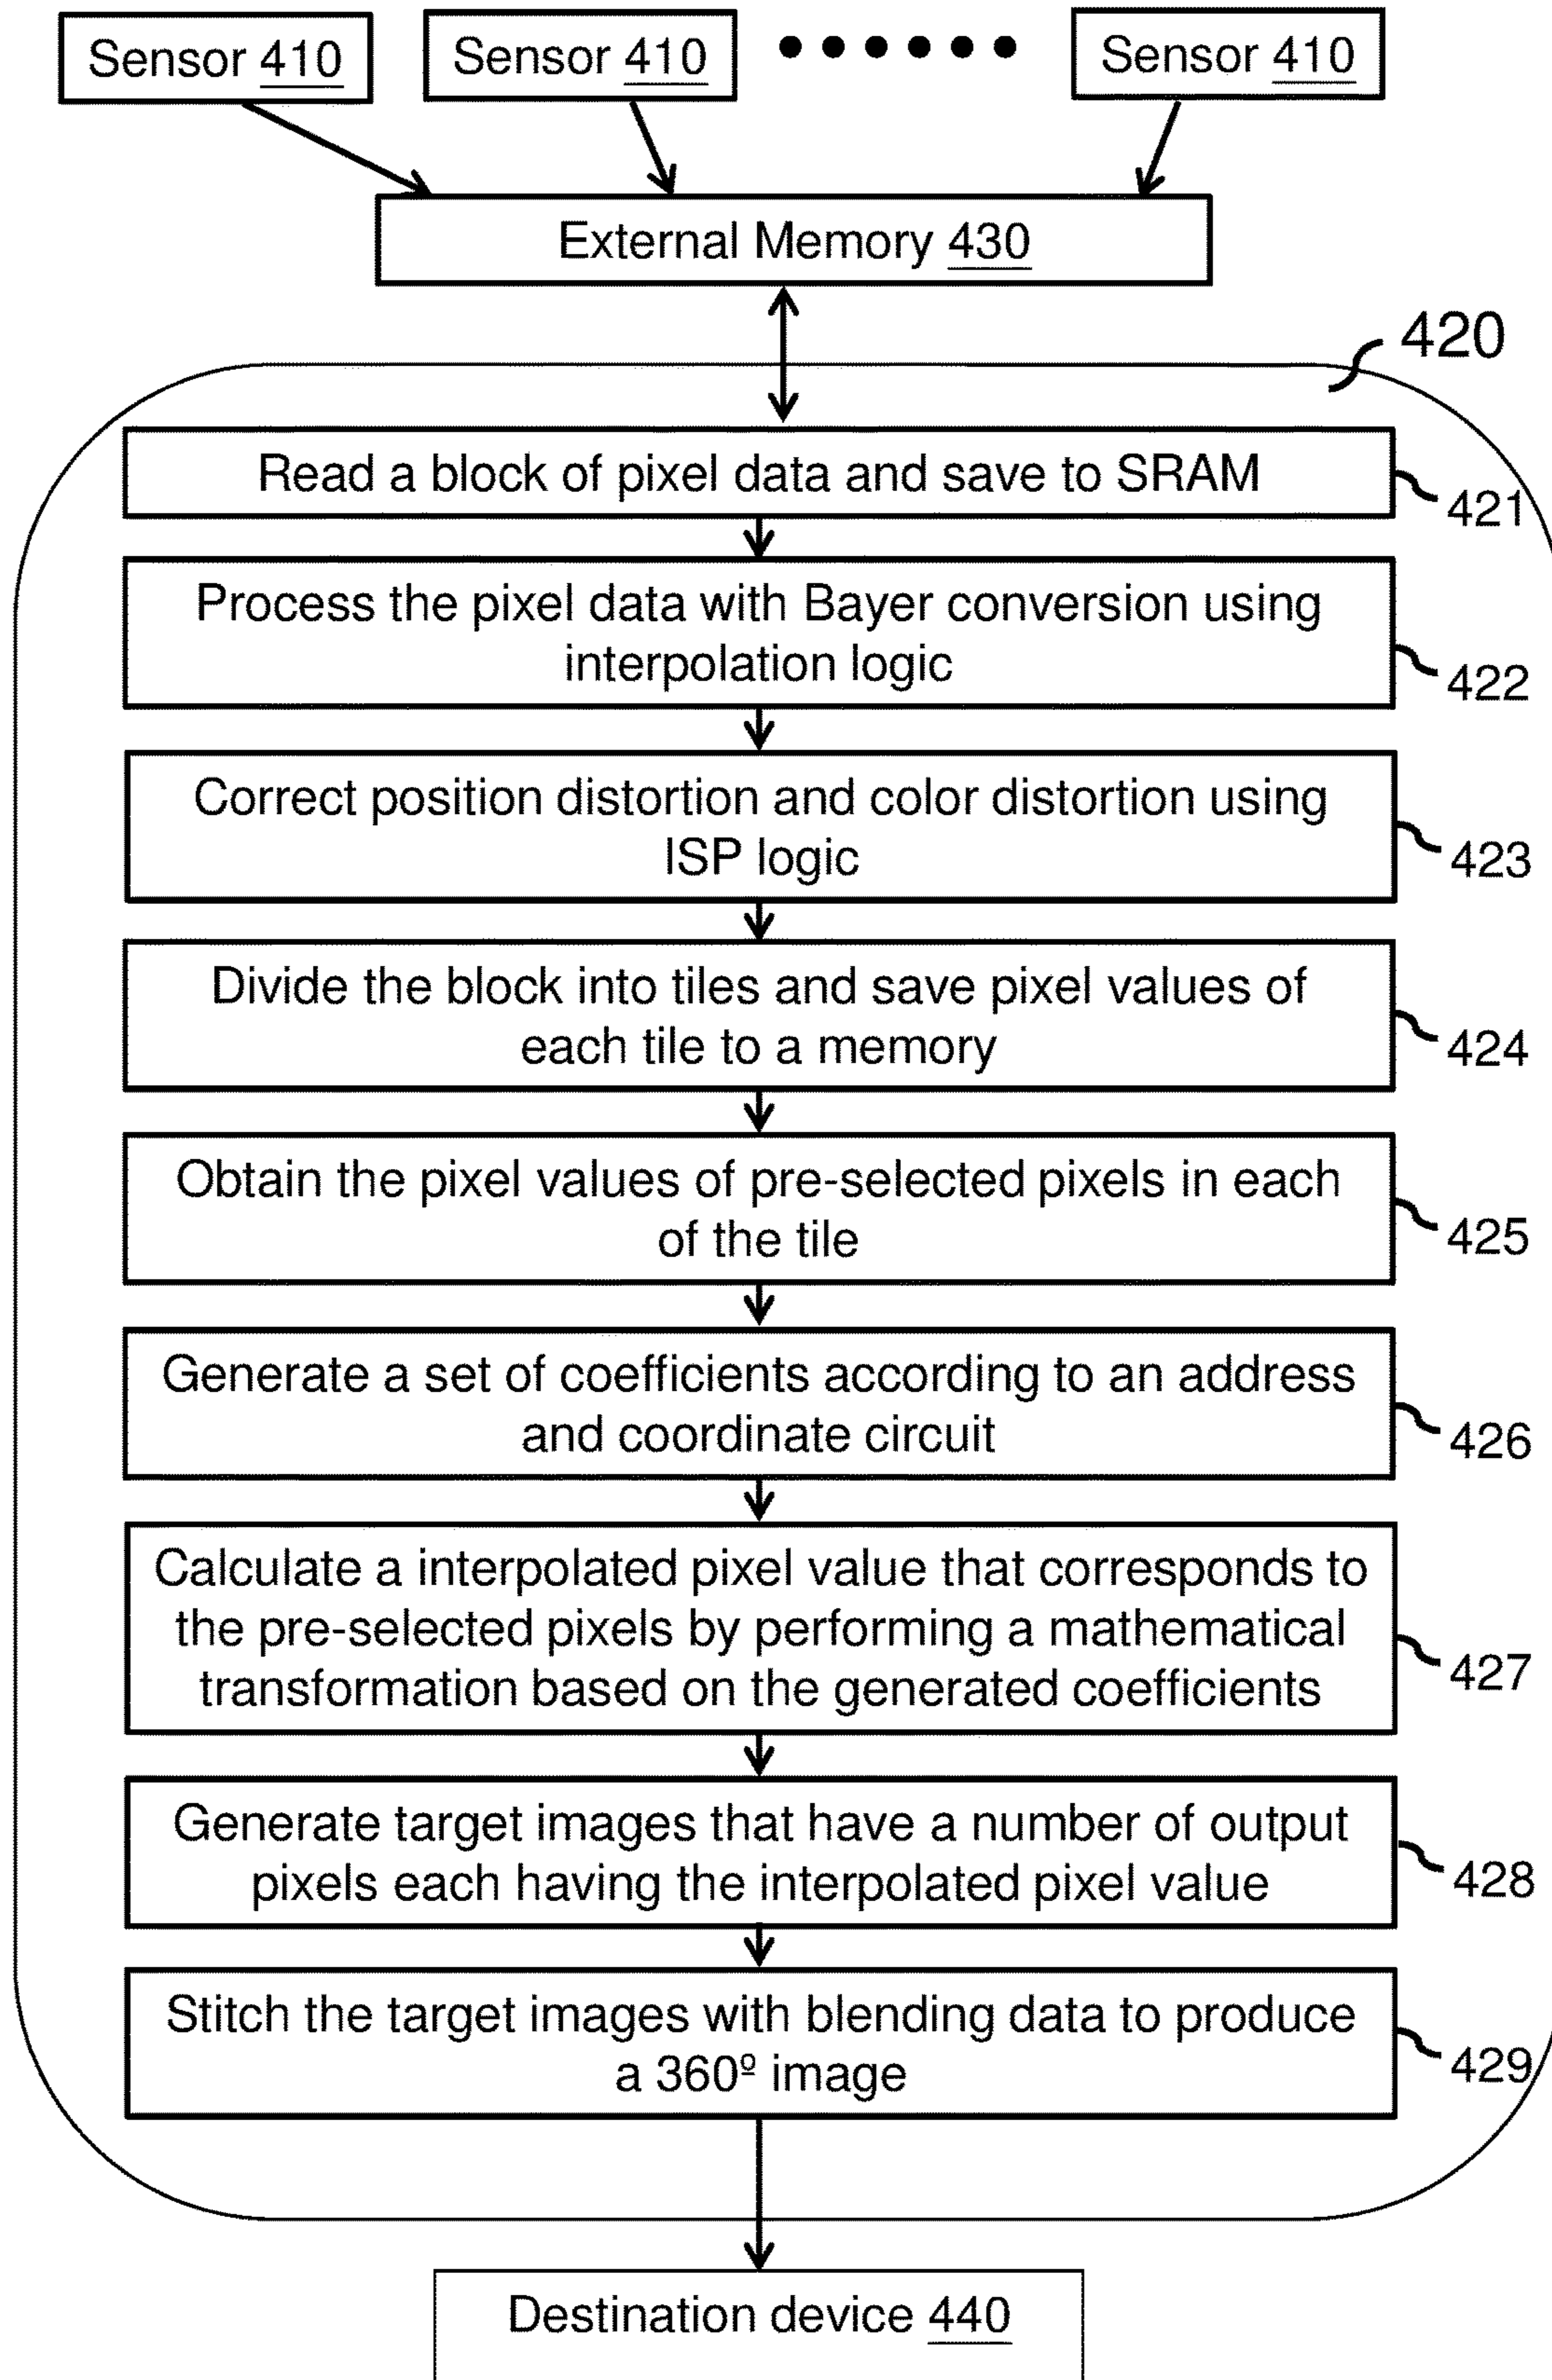 Sensor 410
Sensor 410
Sensor 410
External Memory 430
420
Read a block of pixel data and save to SRAM
421
Process the pixel data with Bayer conversion using
interpolation logic
422
Correct position distortion and color distortion using
ISP logic
423
Divide the block into tiles and save pixel values of
each tile to a memory
424
Obtain the pixel values of pre-selected pixels in each
of the tile
425
Generate a set of coefficients according to an address
and coordinate circuit
426
Calculate a interpolated pixel value that corresponds to
the pre-selected pixels by performing a mathematical
transformation based on the generated coefficients
427
Generate target images that have a number of output
pixels each having the interpolated pixel value
428
Stitch the target images with blending data to produce
a 360º image
429
Destination device 440